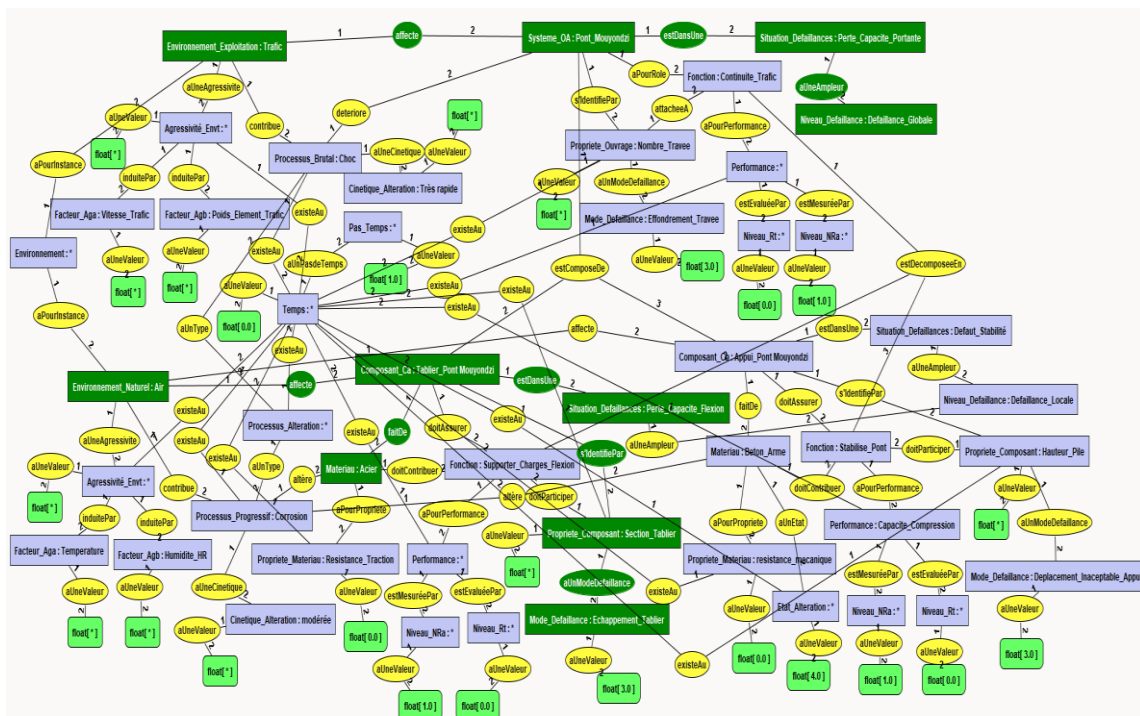 Environnement_Exploitation : Trafic
1
affecte
2
Systeme_OA : Pont_Mouyondzi
1
estDansUne
2
Situation_Defaillances : Perte_Capacite_Portante
aUneAgressivite
aPourRole
Fonction : Continuite_Trafic
aUneAmpleur
aUneValeur
Agressivité_Envt : *
float[ * ]
contribue
deteriore
float[ * ]
s'IdentifiePar
attacheeA
Niveau_Defaillance : Defaillance_Globale
aPourInstance
induitePar
induitePar
Processus_Brutal : Choc
aUneCinetique
aUneValeur
Propriete_Ouvrage : Nombre_Travee
aPourPerformance
Cinetique_Alteration : Très rapide
aUneValeur
aUnModeDefaillance
Performance : *
Facteur_Aga : Vitesse_Trafic
Facteur_Agb : Poids_Element_Trafic
existeAu
float[ * ]
Mode_Defaillance : Effondrement_Travee
estEvaluéePar
estMesuréePar
Environnement : *
Pas_Temps : *
existeAu
Niveau_Rt : *
Niveau_NRa : *
aUneValeur
aUneValeur
existeAu
aUnPasdeTemps
aUneValeur
estComposeDe
aUneValeur
float[ 3.0 ]
aUneValeur
aUneValeur
estDecomposeeEn
float[ * ]
float[ * ]
aUneValeur
float[ 1.0 ]
existeAu
existeAu
float[ 0.0 ]
float[ 1.0 ]
aPourInstance
float[ 0.0 ]
Temps : *
existeAu
aUnType
existeAu
affecte
estDansUne
Situation_Defaillances : Defaut_Stabilité
Composant_Oa : Appui_Pont Mouyondzi
Environnement_Naturel : Air
affecte
Composant_Oa : Tablier_Pont Mouyondzi
estDansUne
aUneAmpleur
existeAu
Situation_Defaillances : Perte_Capacite_Flexion
faitDe
doitAssurer
s'IdentifiePar
Niveau_Defaillance : Defaillance_Locale
aUneAgressivite
existeAu
Processus_Alteration : *
existeAu
faitDe
doitAssurer
existeAu
aUneAmpleur
s'IdentifiePar
aUneValeur
existeAu
aUnType
altère
Materiau : Acier
doitContribuer
Fonction : Supporter_Charges_Flexion
Materiau : Beton_Arme
Fonction : Stabilise_Pont
doitParticiper
Propriete_Composant : Hauteur_Pile
Agressivité_Envt : *
contribue
altère
doitParticiper
doitContribuer
aPourPerformance
aUneValeur
float[ * ]
induitePar
induitePar
Processus_Progressif : Corrosion
aPourPropriete
aPourPerformance
aPourPropriete
aUnEtat
Performance : Capacite_Compression
float[ * ]
aUnModeDefaillance
aUneValeur
Propriete_Composant : Section_Tablier
Facteur_Aga : Temperature
Facteur_Agb : Humidite_HR
Propriete_Materiau : Resistance_Traction
Performance : *
float[ * ]
Propriete_Materiau : resistance_mecanique
estMesuréePar
estEvaluéePar
Mode_Defaillance : Deplacement_Inaceptable_Appui
aUneCinetique
aUnModeDefaillance
aUneValeur
aUneValeur
Cinetique_Alteration : modérée
aUneValeur
estMesuréePar
estEvaluéePar
existeAu
Etat_Alteration : *
Niveau_NRa : *
Niveau_Rt : *
aUneValeur
Mode_Defaillance : Echappement_Tablier
float[ * ]
float[ * ]
aUneValeur
float[ 0.0 ]
Niveau_NRa : *
Niveau_Rt : *
aUneValeur
aUneValeur
aUneValeur
aUneValeur
aUneValeur
float[ 3.0 ]
float[ * ]
aUneValeur
aUneValeur
float[ 3.0 ]
existeAu
float[ 0.0 ]
float[ 4.0 ]
float[ 1.0 ]
float[ 0.0 ]
float[ 1.0 ]
float[ 0.0 ]